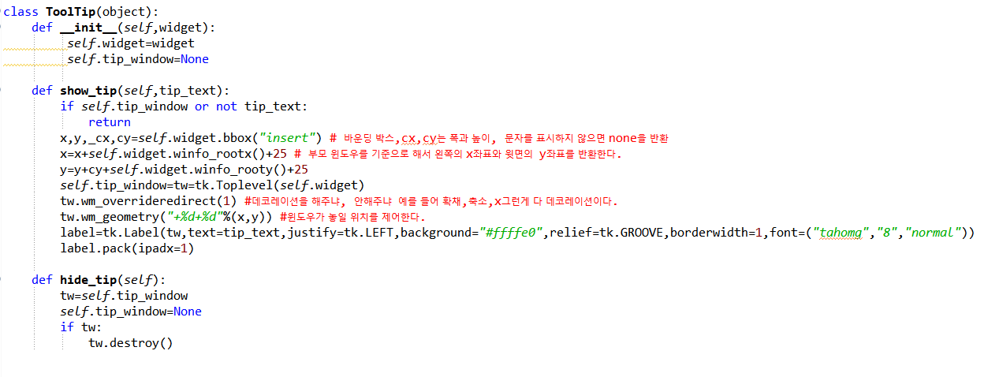 class ToolTip(object):
    def __init__(self,widget):
         self.widget=widget
         self.tip_window=None
    def show_tip(self,tip_text):
        if self.tip_window or not tip_text:
            return
        x,y,_cx,cy=self.widget.bbox("insert") # 바운딩 박스,cx,cy는 폭과 높이, 문자를 표시하지 않으면 none을 반환
        x=x+self.widget.winfo_rootx()+25 # 부모 윈도우를 기준으로 해서 왼쪽의 x좌표와 윗면의 y좌표를 반환한다.
        y=y+cy+self.widget.winfo_rooty()+25
        self.tip_window=tw=tk.Toplevel(self.widget)
        tw.wm_overrideredirect(1) #데코레이션을 해주냐, 안해주냐 예를 들어 확채,축소,x그런게 다 데코레이션이다.
        tw.wm_geometry("+%d+%d"%(x,y)) #윈도우가 놓일 위치를 제어한다.
        label=tk.Label(tw,text=tip_text,justify=tk.LEFT,background="#ffffe0",relief=tk.GROOVE,borderwidth=1,font=("tahomg","8","normal"))
        label.pack(ipadx=1)
    def hide_tip(self):
        tw=self.tip_window
        self.tip_window=None
        if tw:
            tw.destroy()